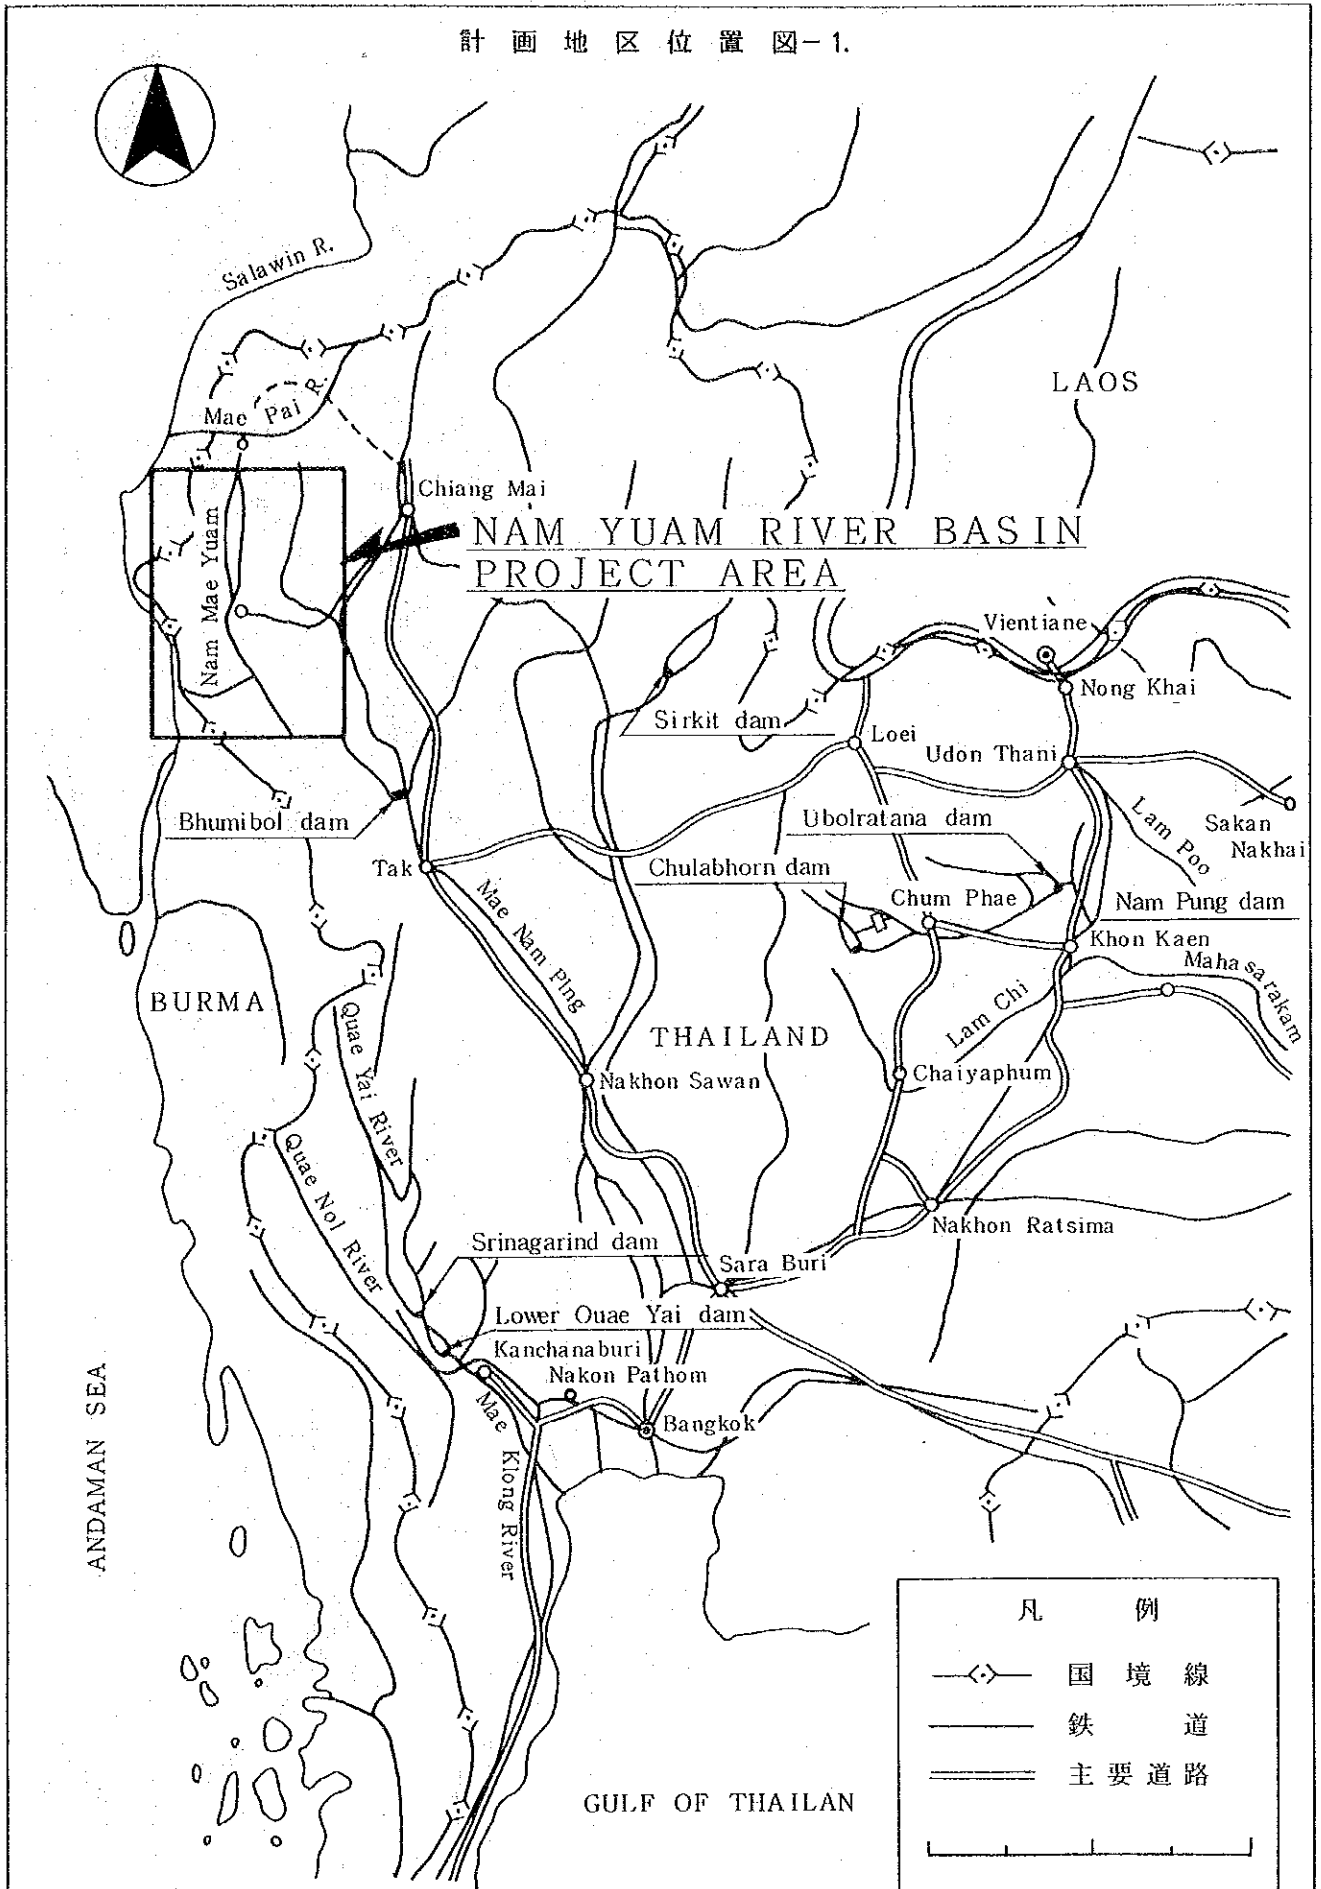 計画地区位置図-1.
Salawin R.
LAOS
Mae Pai R.
Chiang Mai
NAM YUAM RIVER BASIN
PROJECT AREA
Nam Mae Yuam
Vientiane
Nong Khai
Sirkit dam
Loei
Udon Thani
Bhumibol dam
Ubolratana dam
Lam Poo
Sakan
Nakhai
Tak
Chulabhorn dam
Chum Phae
Nam Pung dam
Mae Nam Ping
Khon Kaen
Mahasarakam
BURMA
Quae Yai River
THAILAND
Lam Chi
Nakhon Sawan
Chaiyaphum
Quae Nol River
Nakhon Ratsima
Srinagarind dam
Sara Buri
Lower Ouae Yai dam
Kanchanaburi
Nakon Pathom
Bangkok
Mae Klong River
ANDAMAN SEA
凡例
国境線
鉄道
主要道路
GULF OF THAILAN